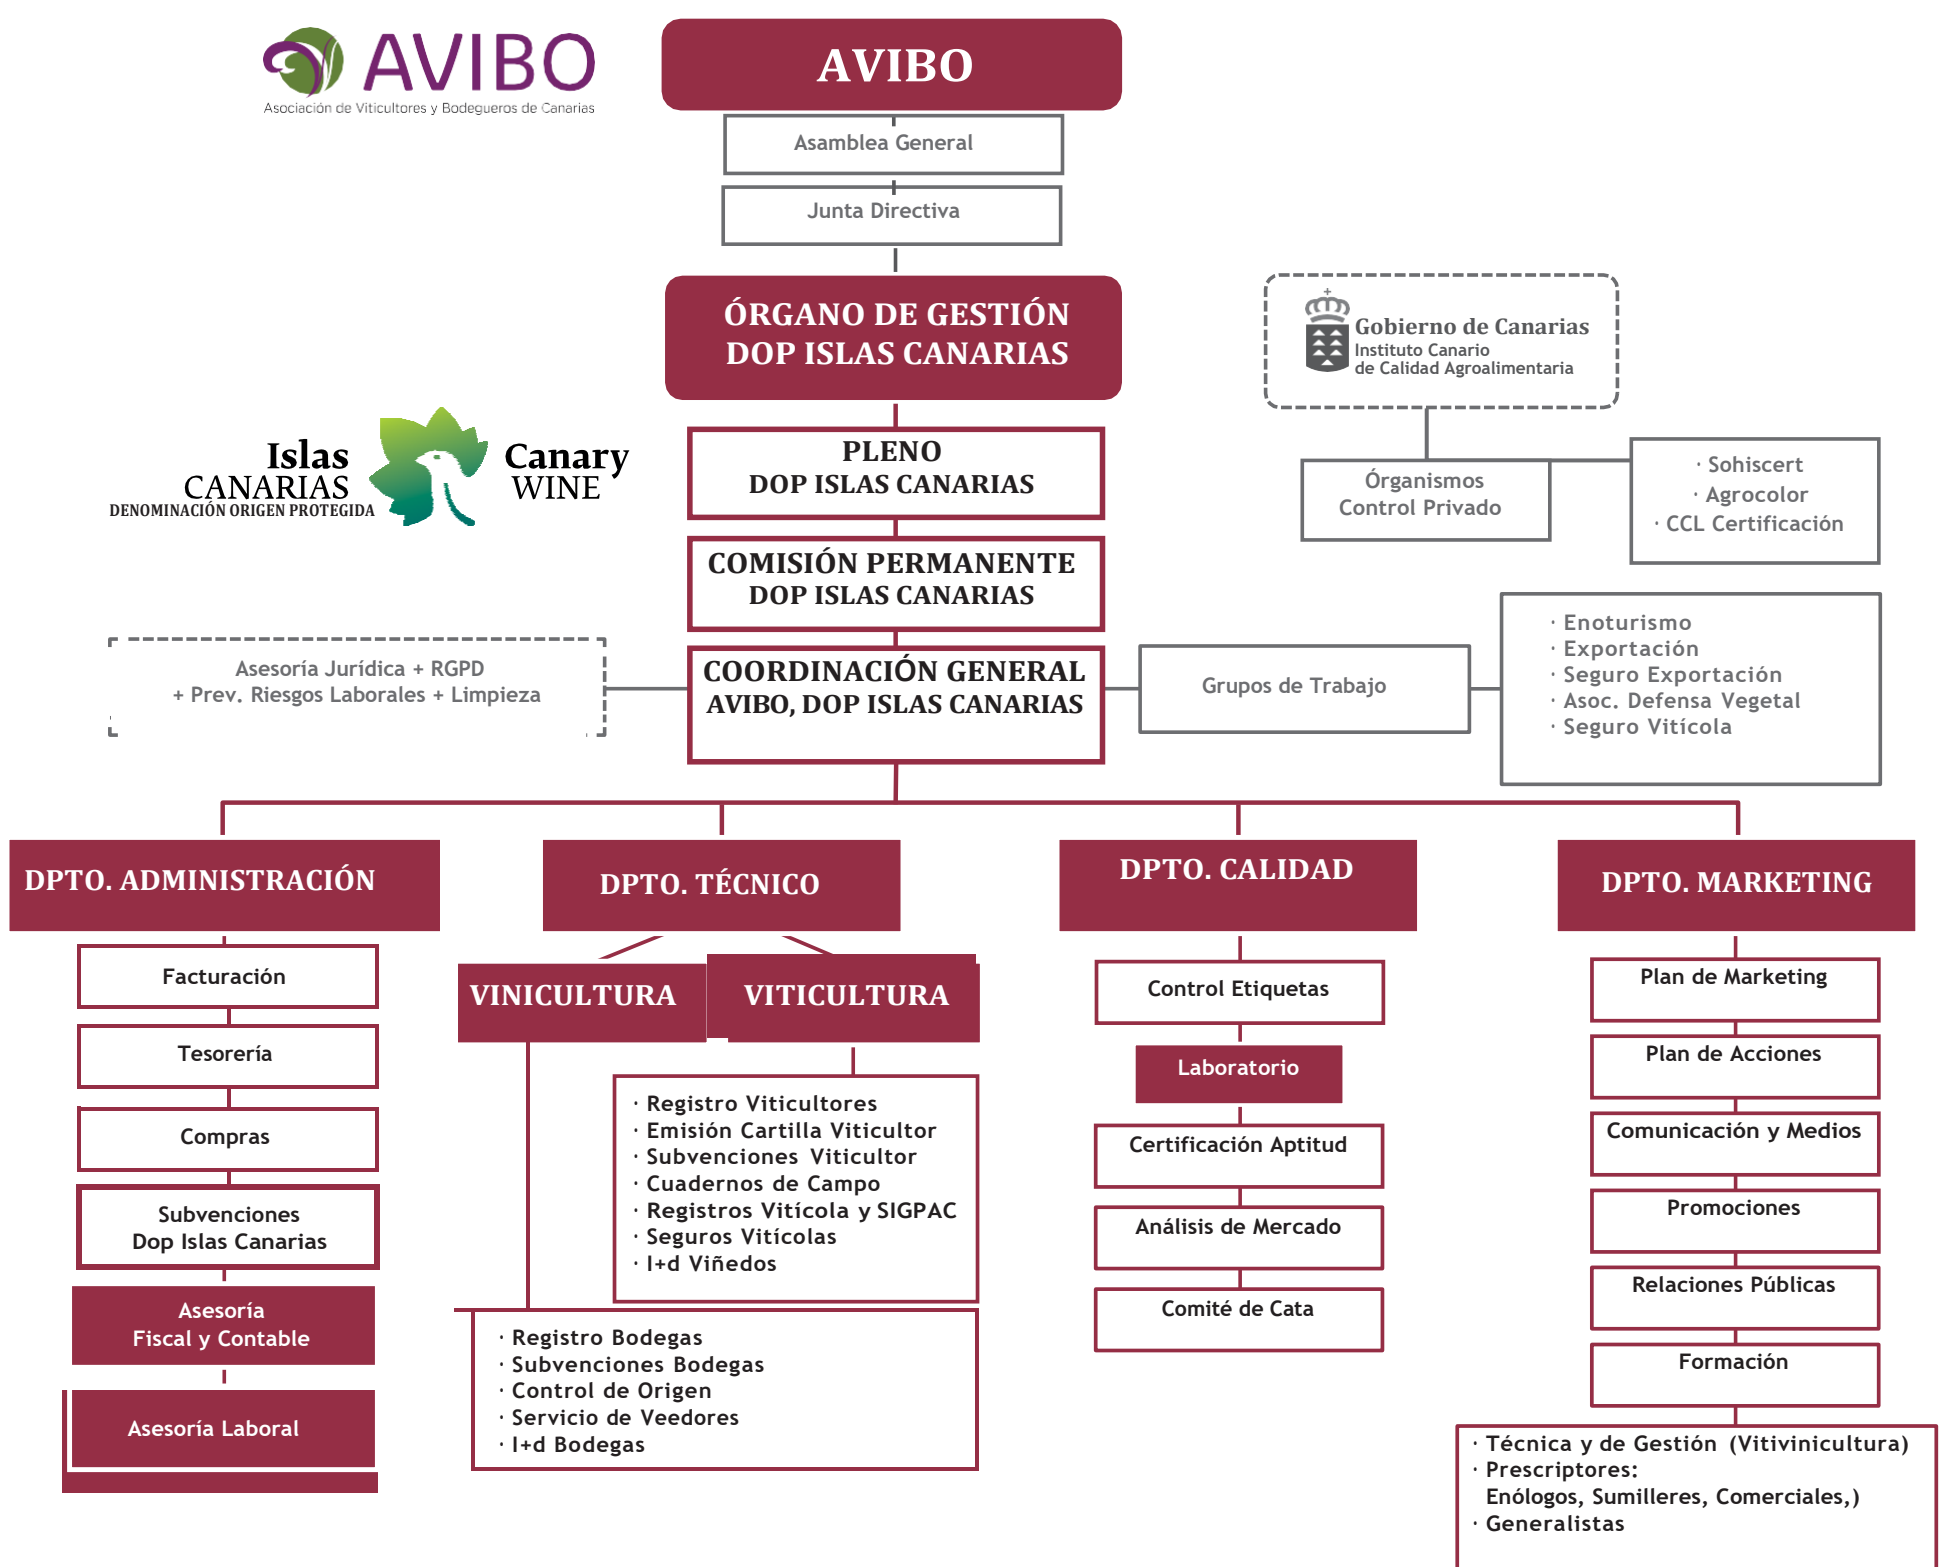 AVIBO
Asociación de Viticultores y Bodegueros de Canarias
AVIBO
Asamblea General
Junta Directiva
ÓRGANO DE GESTIÓN
DOP ISLAS CANARIAS
Gobierno de Canarias
Instituto Canario
de Calidad Agroalimentaria
Islas
CANARIAS
DENOMINACIÓN ORIGEN PROTEGIDA
Canary
WINE
PLENO
DOP ISLAS CANARIAS
Órganismos
Control Privado
· Sohiscert
· Agrocolor
· CCL Certificación
COMISIÓN PERMANENTE
DOP ISLAS CANARIAS
Asesoría Jurídica + RGPD
+ Prev. Riesgos Laborales + Limpieza
COORDINACIÓN GENERAL
AVIBO, DOP ISLAS CANARIAS
Grupos de Trabajo
· Enoturismo
· Exportación
· Seguro Exportación
· Asoc. Defensa Vegetal
· Seguro Vitícola
DPTO. ADMINISTRACIÓN
Facturación
Tesorería
Compras
Subvenciones
Dop Islas Canarias
Asesoría
Fiscal y Contable
Asesoría Laboral
DPTO. TÉCNICO
VINICULTURA
VITICULTURA
· Registro Viticultores
· Emisión Cartilla Viticultor
· Subvenciones Viticultor
· Cuadernos de Campo
· Registros Vitícola y SIGPAC
· Seguros Vitícolas
· I+d Viñedos
· Registro Bodegas
· Subvenciones Bodegas
· Control de Origen
· Servicio de Veedores
· I+d Bodegas
DPTO. CALIDAD
Control Etiquetas
Laboratorio
Certificación Aptitud
Análisis de Mercado
Comité de Cata
DPTO. MARKETING
Plan de Marketing
Plan de Acciones
Comunicación y Medios
Promociones
Relaciones Públicas
Formación
· Técnica y de Gestión (Vitivinicultura)
· Prescriptores:
Enólogos, Sumilleres, Comerciales,)
· Generalistas